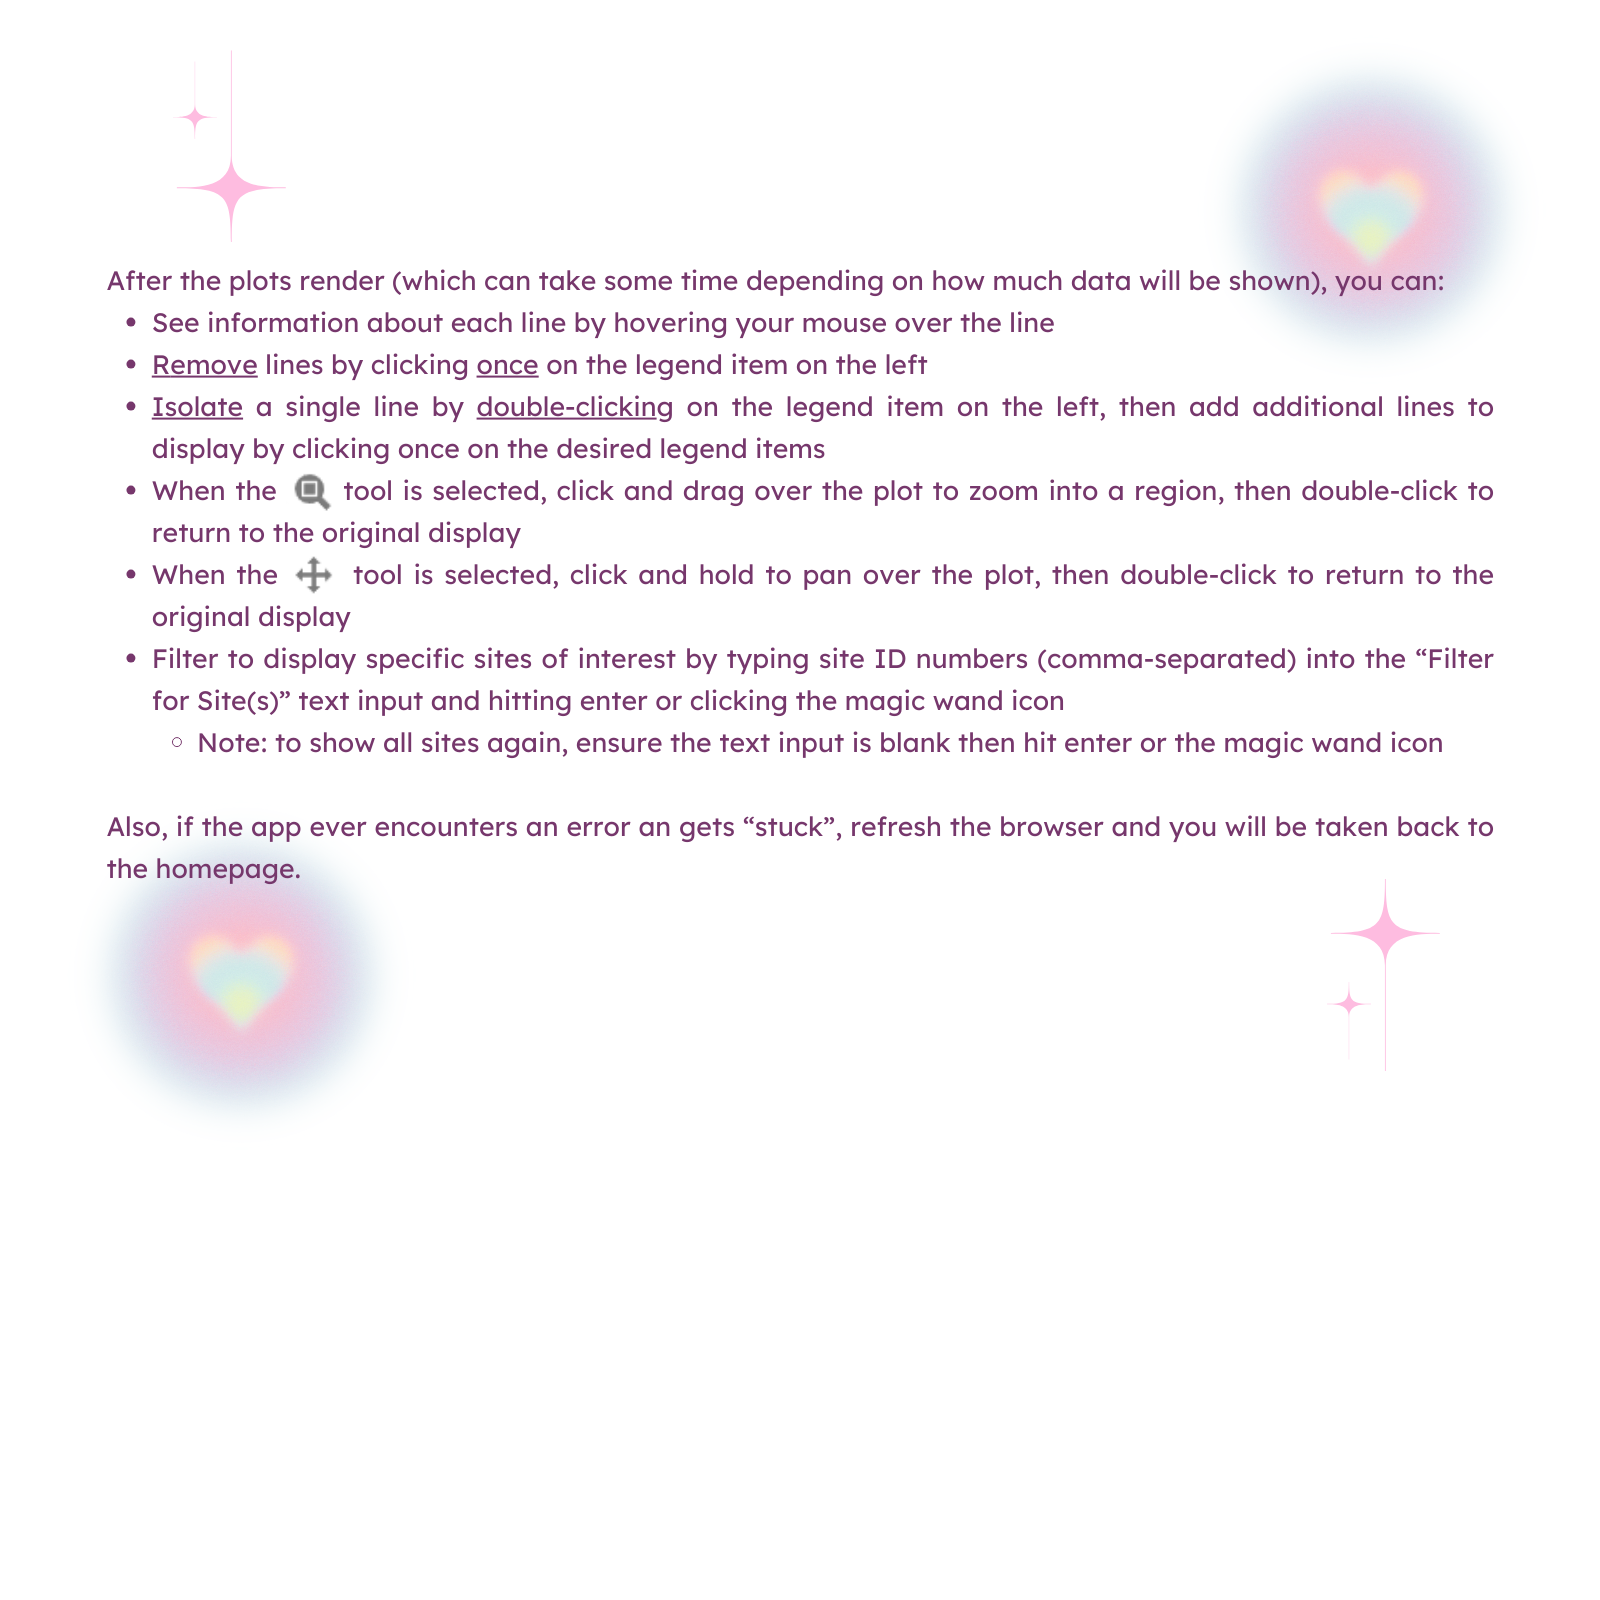 After the plots render (which can take some time depending on how much data will be shown), you can:
• See information about each line by hovering your mouse over the line
• Remove lines by clicking once on the legend item on the left
• Isolate a single line by double-clicking on the legend item on the left, then add additional lines to
display by clicking once on the desired legend items
• When the tool is selected, click and drag over the plot to zoom into a region, then double-click to
return to the original display
• When the tool is selected, click and hold to pan over the plot, then double-click to return to the
original display
• Filter to display specific sites of interest by typing site ID numbers (comma-separated) into the “Filter
for Site(s)” text input and hitting enter or clicking the magic wand icon
◦ Note: to show all sites again, ensure the text input is blank then hit enter or the magic wand icon
Also, if the app ever encounters an error an gets “stuck”, refresh the browser and you will be taken back to
the homepage.